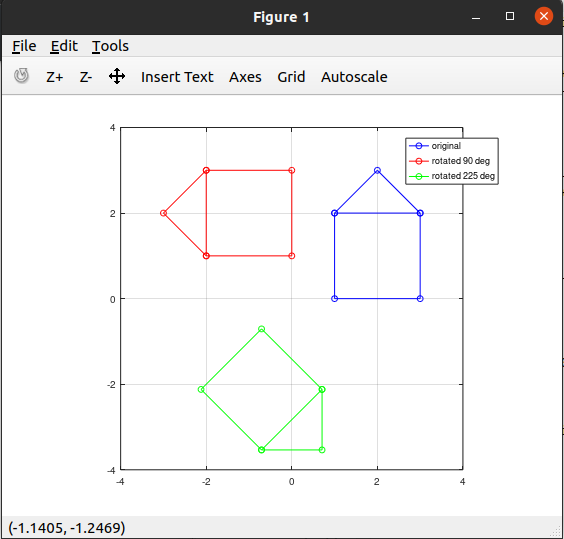 Figure 1
File Edit Tools
Z+ Z- Insert Text Axes Grid Autoscale
4
original
rotated 90 deg
rotated 225 deg
2
0
-2
-4
-4 -2 0 2 4
(-1.1405, -1.2469)